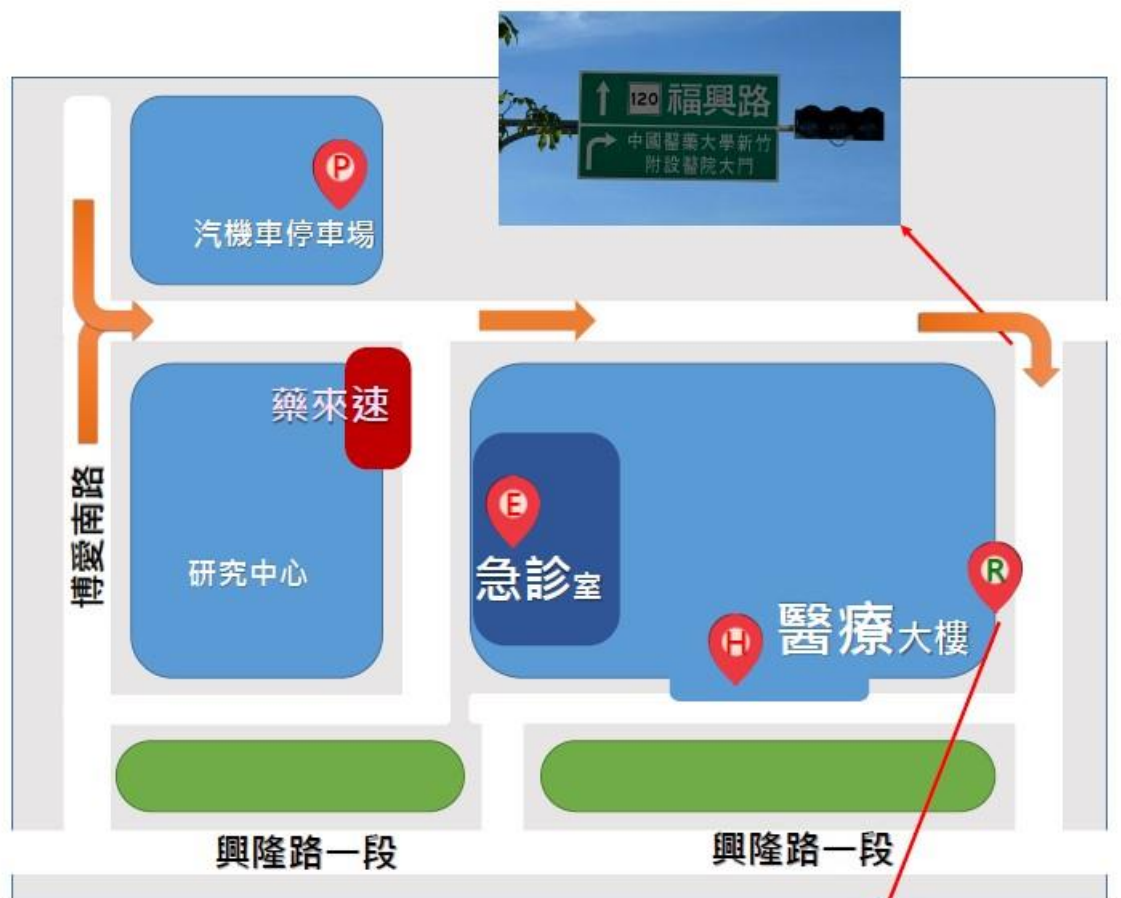 120 福興路
中國醫藥大學新竹
附設醫院大門
P
汽機車停車場
藥來速
E
急診室
博愛南路
研究中心
R
H
醫療大樓
興隆路一段
興隆路一段